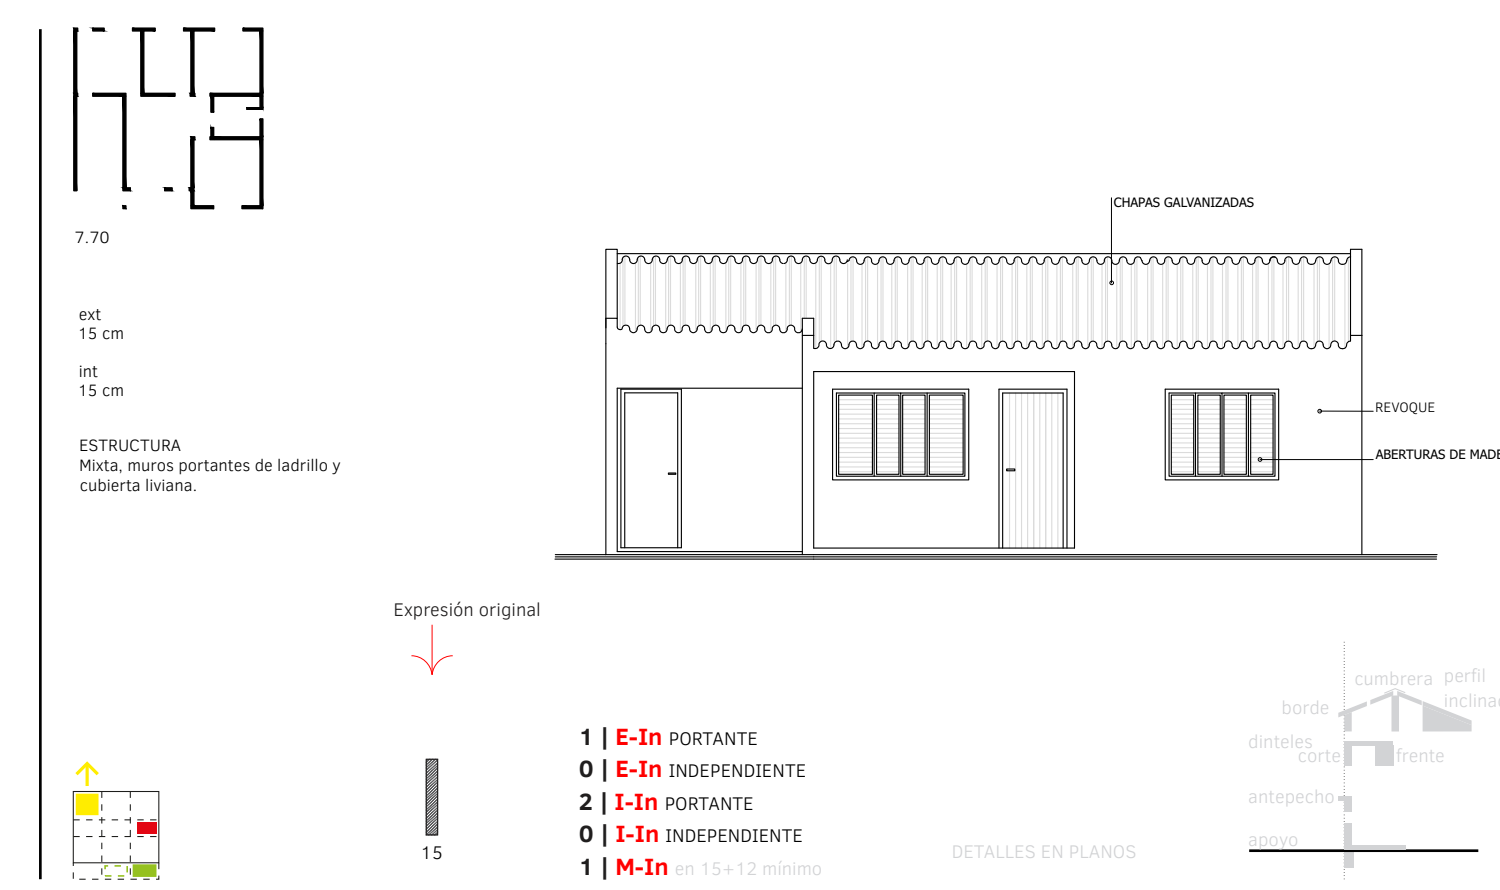 7.70
ext
15 cm
int
15 cm
ESTRUCTURA
Mixta, muros portantes de ladrillo y
cubierta liviana.
CHAPAS GALVANIZADAS
REVOQUE
ABERTURAS DE MADE
Expresión original
15
1 | E-In PORTANTE
0 | E-In INDEPENDIENTE
2 | I-In PORTANTE
0 | I-In INDEPENDIENTE
1 | M-In en 15+12 mínimo
DETALLES EN PLANOS
cumbrera perfil
inclinad
borde
dinteles
corte frente
antepecho
apoyo